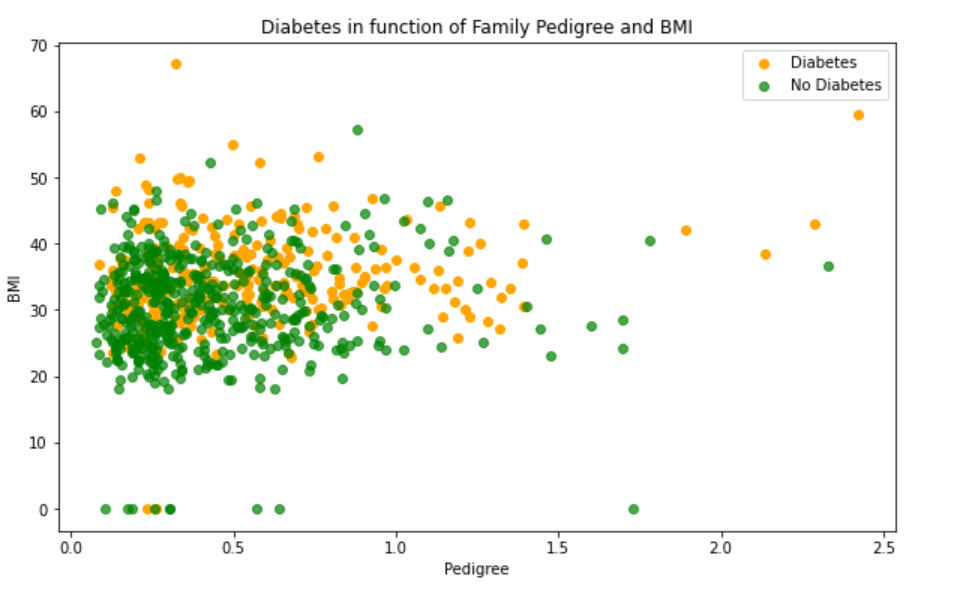 Diabetes in function of Family Pedigree and BMI
70
60
50
40
30
20
10
0
BMI
Diabetes
No Diabetes
0.0 0.5 1.0 1.5 2.0 2.5
Pedigree